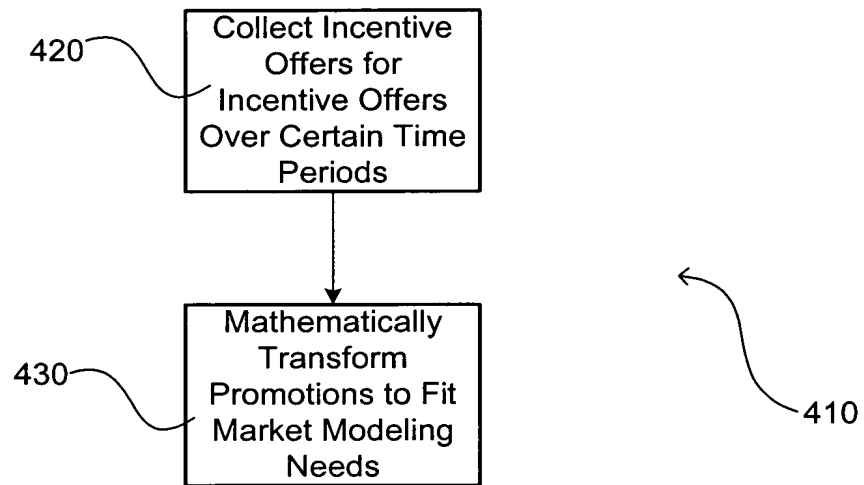 420
Collect Incentive
Offers for
Incentive Offers
Over Certain Time
Periods
430
Mathematically
Transform
Promotions to Fit
Market Modeling
Needs
410